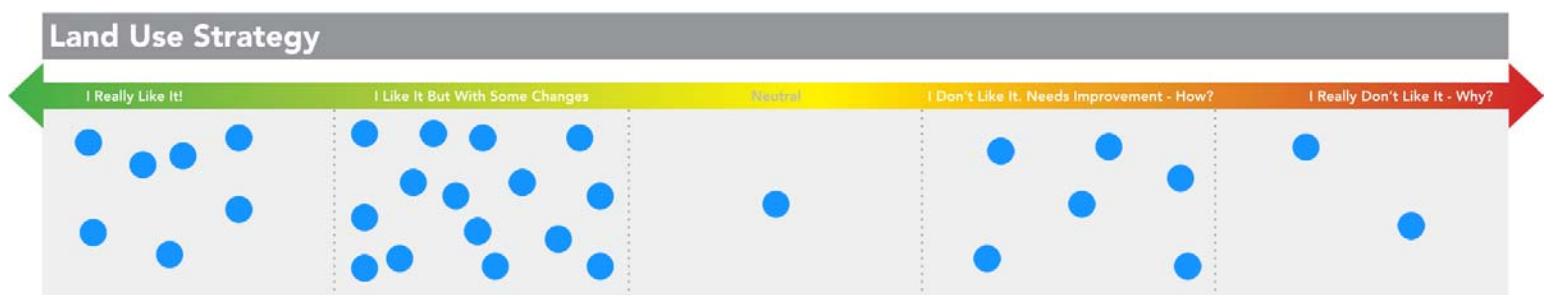 Land Use Strategy
I Really Like It!
I Like It But With Some Changes
Neutral
I Don't Like It. Needs Improvement - How?
I Really Don't Like It - Why?